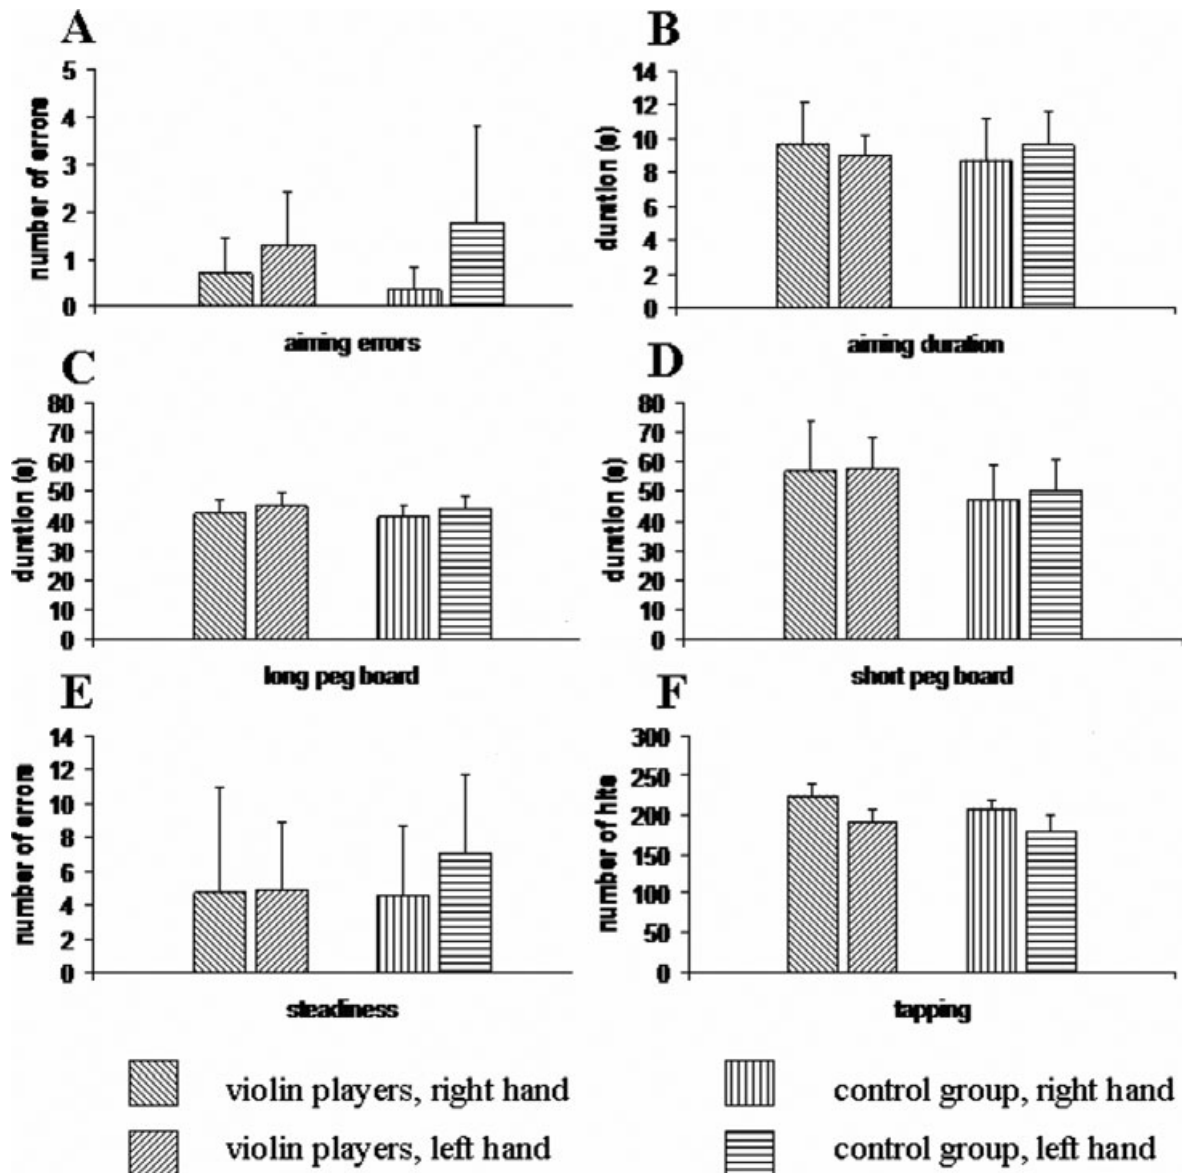 A
number of errors
5
4
3
2
1
0
aiming errors
B
duration (s)
14
12
10
8
6
4
2
0
aiming duration
C
duration (s)
80
70
60
50
40
30
20
10
0
long peg board
D
duration (s)
80
70
60
50
40
30
20
10
0
short peg board
E
number of errors
14
12
10
8
6
4
2
0
steadiness
F
number of hits
300
250
200
150
100
50
0
tapping
violin players, right hand
control group, right hand
violin players, left hand
control group, left hand